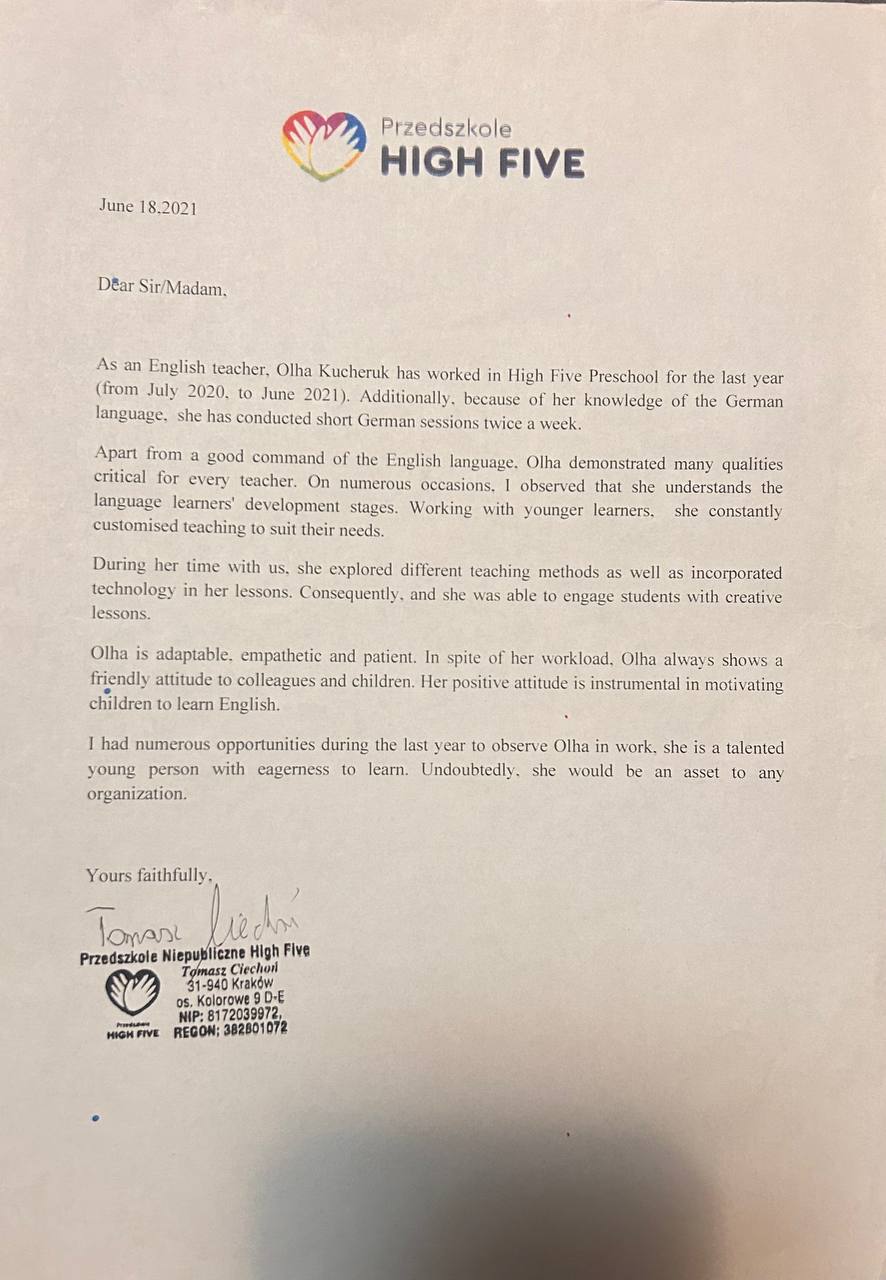 Przedszkole
HIGH FIVE
June 18,2021
Dear Sir/Madam,
As an English teacher, Olha Kucheruk has worked in High Five Preschool for the last year
(from July 2020, to June 2021). Additionally, because of her knowledge of the German
language, she has conducted short German sessions twice a week.
Apart from a good command of the English language, Olha demonstrated many qualities
critical for every teacher. On numerous occasions, I observed that she understands the
language learners' development stages. Working with younger learners, she constantly
customised teaching to suit their needs.
During her time with us, she explored different teaching methods as well as incorporated
technology in her lessons. Consequently, and she was able to engage students with creative
lessons.
Olha is adaptable, empathetic and patient. In spite of her workload, Olha always shows a
friendly attitude to colleagues and children. Her positive attitude is instrumental in motivating
children to learn English.
I had numerous opportunities during the last year to observe Olha in work, she is a talented
young person with eagerness to learn. Undoubtedly, she would be an asset to any
organization.
Yours faithfully,
Tomasz Ciechoń
Przedszkole Niepubliczne High Five
Tomasz Ciechoń
31-940 Kraków
os. Kolorowe 9 D-E
NIP: 8172039972,
REGON: 382801072
Przedszkole
HIGH FIVE